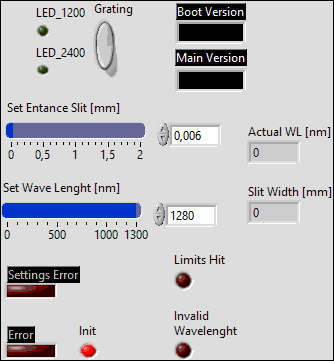 LED_1200
Grating
Boot Version
LED_2400
Main Version
Set Entance Slit [mm]
0,006
Actual WL [nm]
0 0,5 1 1,5 2
0
Set Wave Lenght [nm]
Slit Width [mm]
1280
0
0 500 1000 1300
Limits Hit
Settings Error
Init
Invalid
Wavelenght
Error